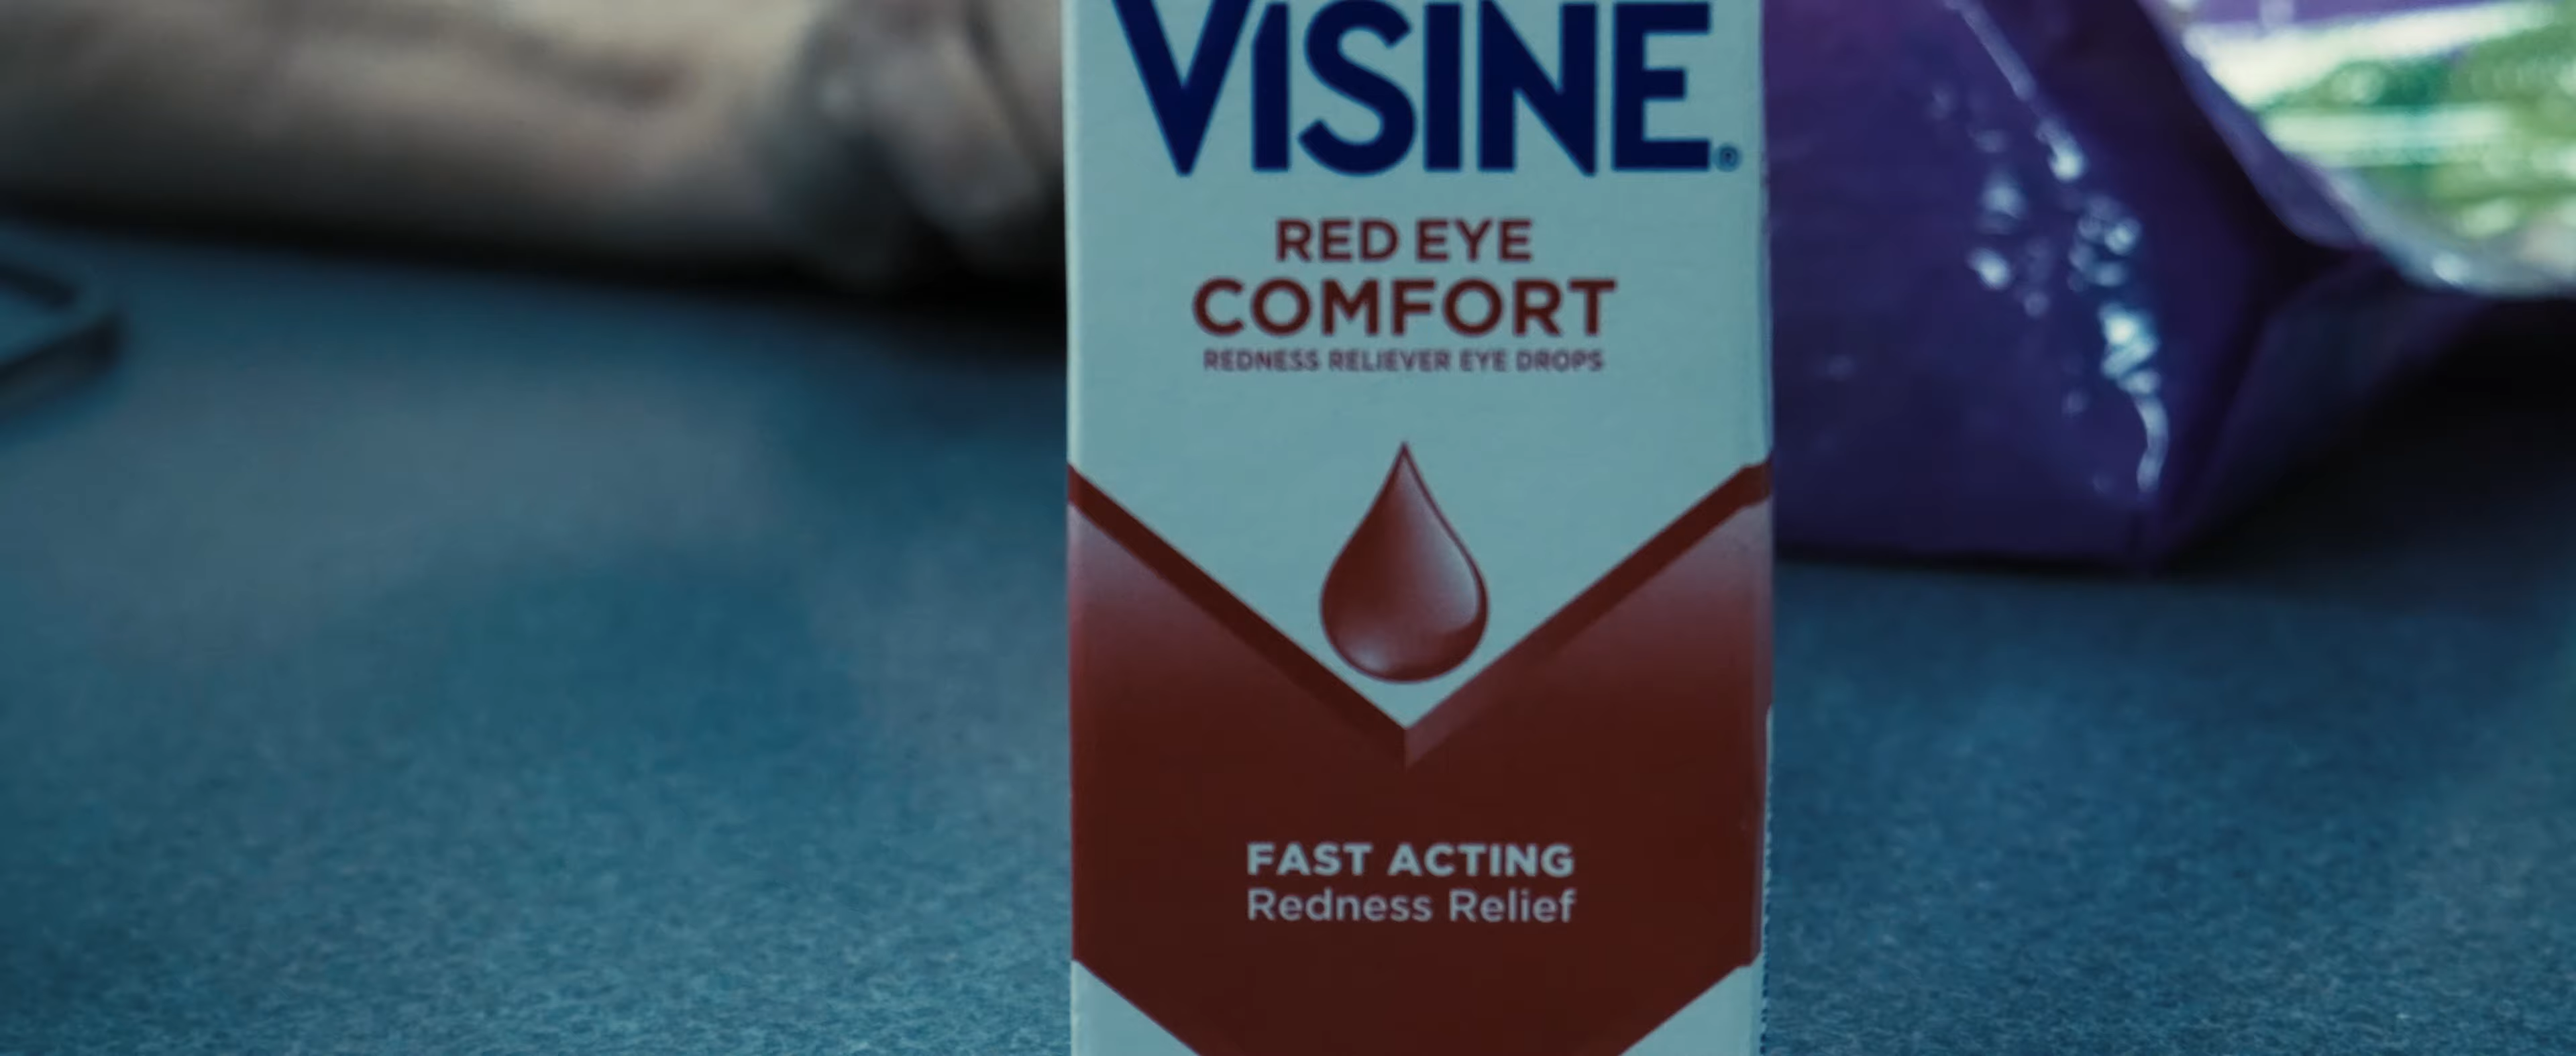 VISINE®
RED EYE
COMFORT
REDNESS RELIEVER EYE DROPS
FAST ACTING
Redness Relief